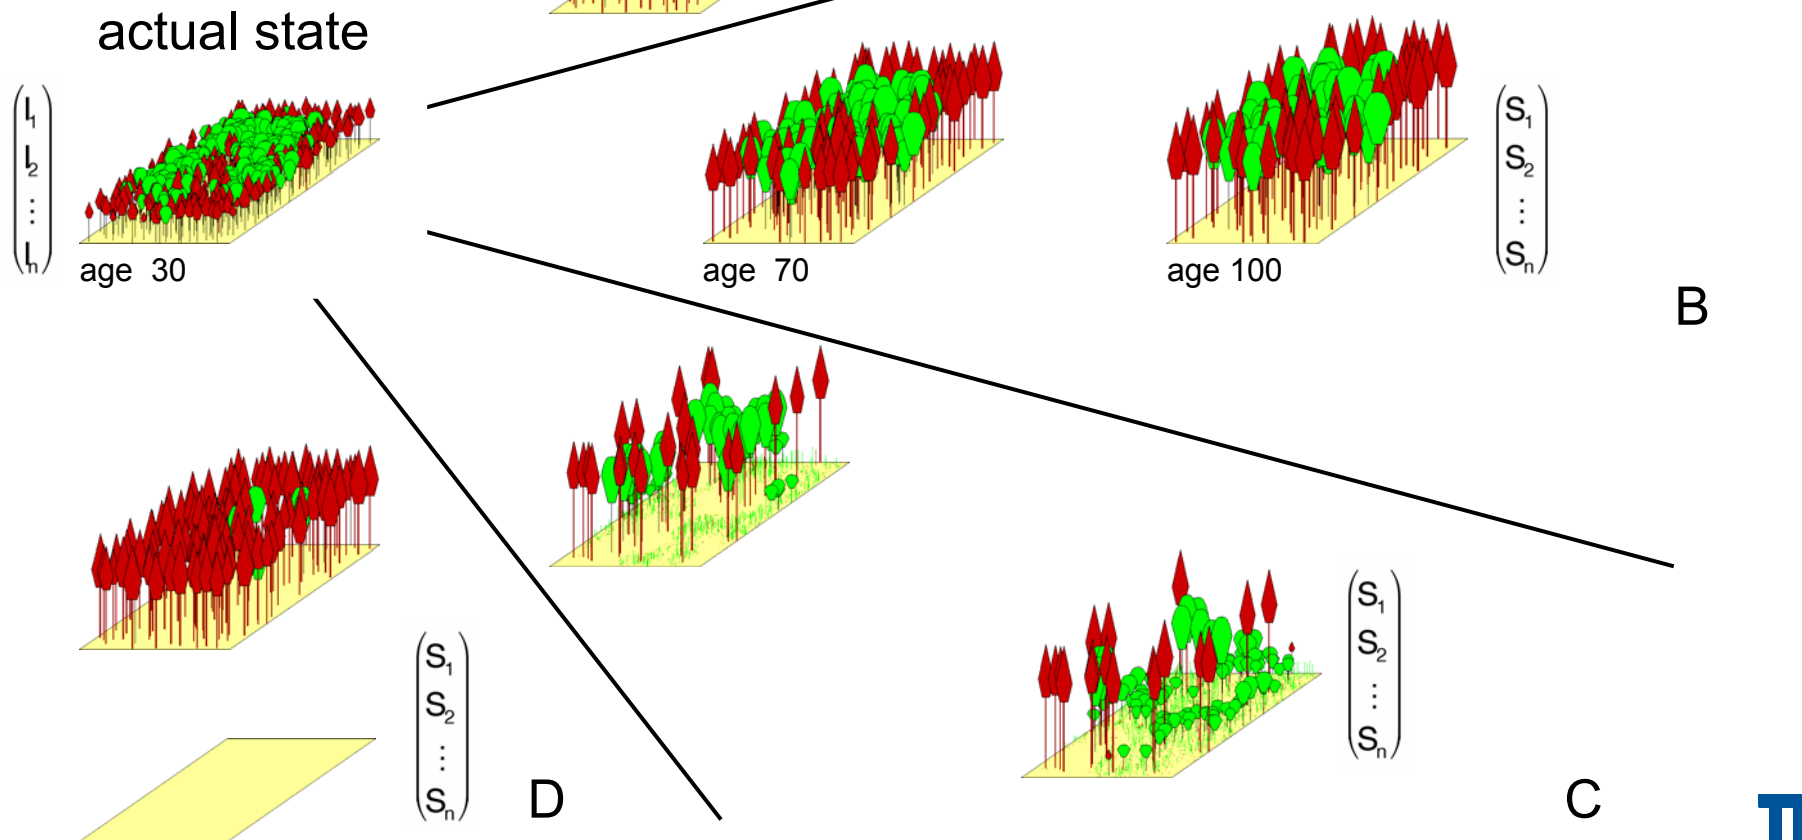 actual state
I1
I2
⋮
In
age 30
age 70
age 100
S1
S2
⋮
Sn
B
S1
S2
⋮
Sn
D
S1
S2
⋮
Sn
C